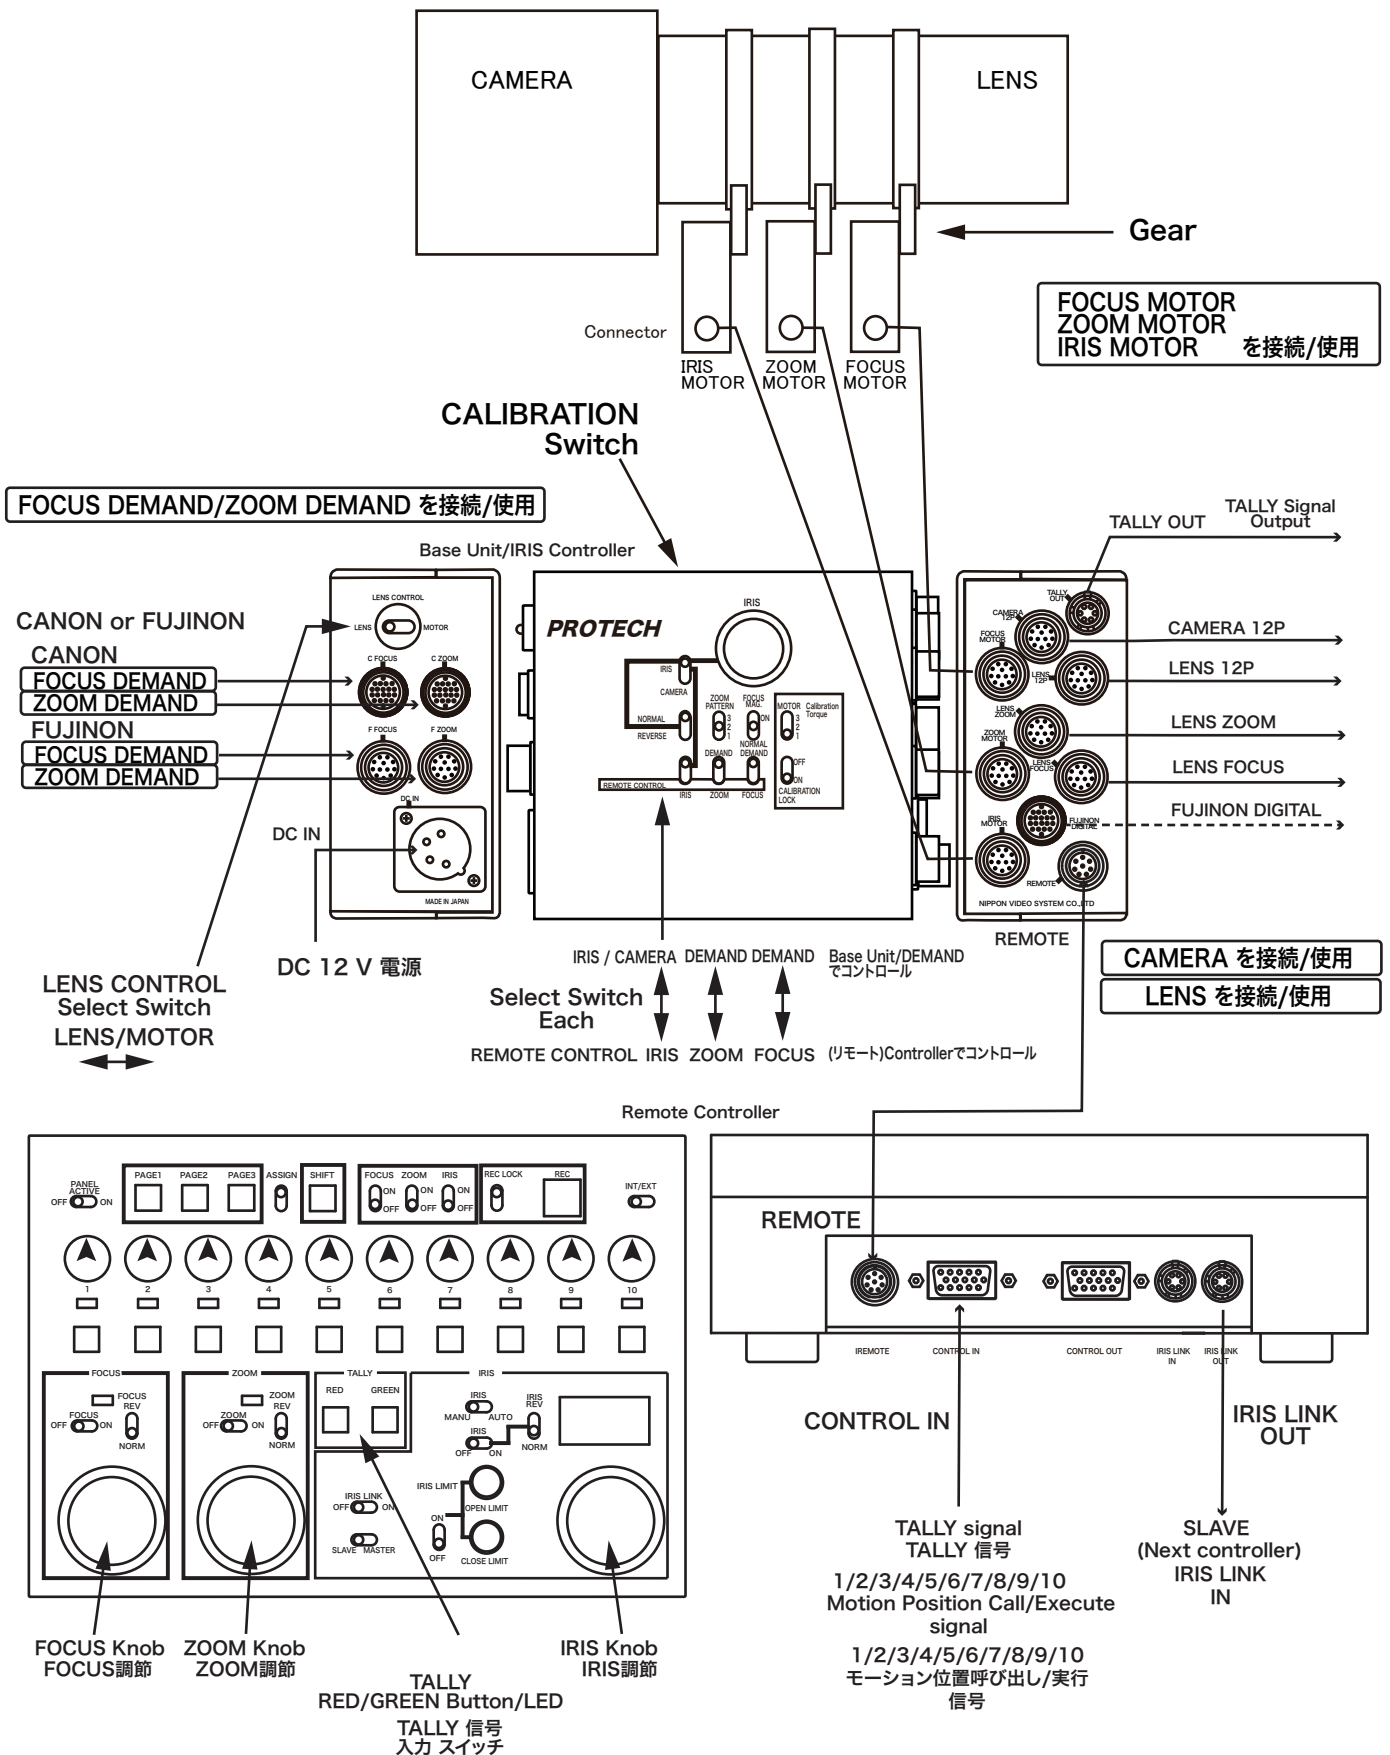 CAMERA
LENS
Gear
FOCUS MOTOR
ZOOM MOTOR
IRIS MOTOR を接続/使用
Connector
IRIS
MOTOR
ZOOM
MOTOR
FOCUS
MOTOR
CALIBRATION
Switch
FOCUS DEMAND/ZOOM DEMAND を接続/使用
TALLY OUT
TALLY Signal
Output
Base Unit/IRIS Controller
CANON or FUJINON
CANON
FOCUS DEMAND
ZOOM DEMAND
FUJINON
FOCUS DEMAND
ZOOM DEMAND
DC IN
LENS CONTROL
LENS
MOTOR
C FOCUS
C ZOOM
F FOCUS
F ZOOM
DC IN
MADE IN JAPAN
PROTECH
IRIS
IRIS
CAMERA
NORMAL
REVERSE
ZOOM
PATTERN
3
2
1
FOCUS
MAG.
ON
NORMAL
MOTOR
3
2
1
Calibration
Torque
DEMAND
DEMAND
OFF
ON
CALIBRATION
LOCK
REMOTE CONTROL
IRIS
ZOOM
FOCUS
TALLY
OUT
CAMERA
12P
FOCUS
MOTOR
LENS
12P
LENS
ZOOM
ZOOM
MOTOR
LENS
FOCUS
IRIS
MOTOR
FUJINON
DIGITAL
REMOTE
NIPPON VIDEO SYSTEM CO.,LTD
CAMERA 12P
LENS 12P
LENS ZOOM
LENS FOCUS
FUJINON DIGITAL
REMOTE
DC 12 V 電源
LENS CONTROL
Select Switch
LENS/MOTOR
IRIS / CAMERA DEMAND DEMAND
Base Unit/DEMAND
でコントロール
Select Switch
Each
REMOTE CONTROL IRIS ZOOM FOCUS (リモート)Controllerでコントロール
CAMERA を接続/使用
LENS を接続/使用
Remote Controller
PANEL
ACTIVE
OFF
ON
PAGE1
PAGE2
PAGE3
ASSIGN
SHIFT
FOCUS
ON
OFF
ZOOM
ON
OFF
IRIS
ON
OFF
REC LOCK
REC
INT/EXT
1
2
3
4
5
6
7
8
9
10
FOCUS
FOCUS
REV
FOCUS
OFF
ON
NORM
ZOOM
ZOOM
REV
ZOOM
OFF
ON
NORM
TALLY
RED
GREEN
IRIS
IRIS
MANU
AUTO
IRIS
REV
IRIS
OFF
ON
NORM
IRIS LIMIT
OPEN LIMIT
IRIS LINK
OFF
ON
ON
OFF
SLAVE
MASTER
CLOSE LIMIT
REMOTE
IREMOTE
CONTROL IN
CONTROL OUT
IRIS LINK
IN
IRIS LINK
OUT
CONTROL IN
IRIS LINK
OUT
TALLY signal
TALLY 信号
1/2/3/4/5/6/7/8/9/10
Motion Position Call/Execute
signal
1/2/3/4/5/6/7/8/9/10
モーション位置呼び出し/実行
信号
SLAVE
(Next controller)
IRIS LINK
IN
FOCUS Knob
FOCUS調節
ZOOM Knob
ZOOM調節
TALLY
RED/GREEN Button/LED
TALLY 信号
入力 スイッチ
IRIS Knob
IRIS調節